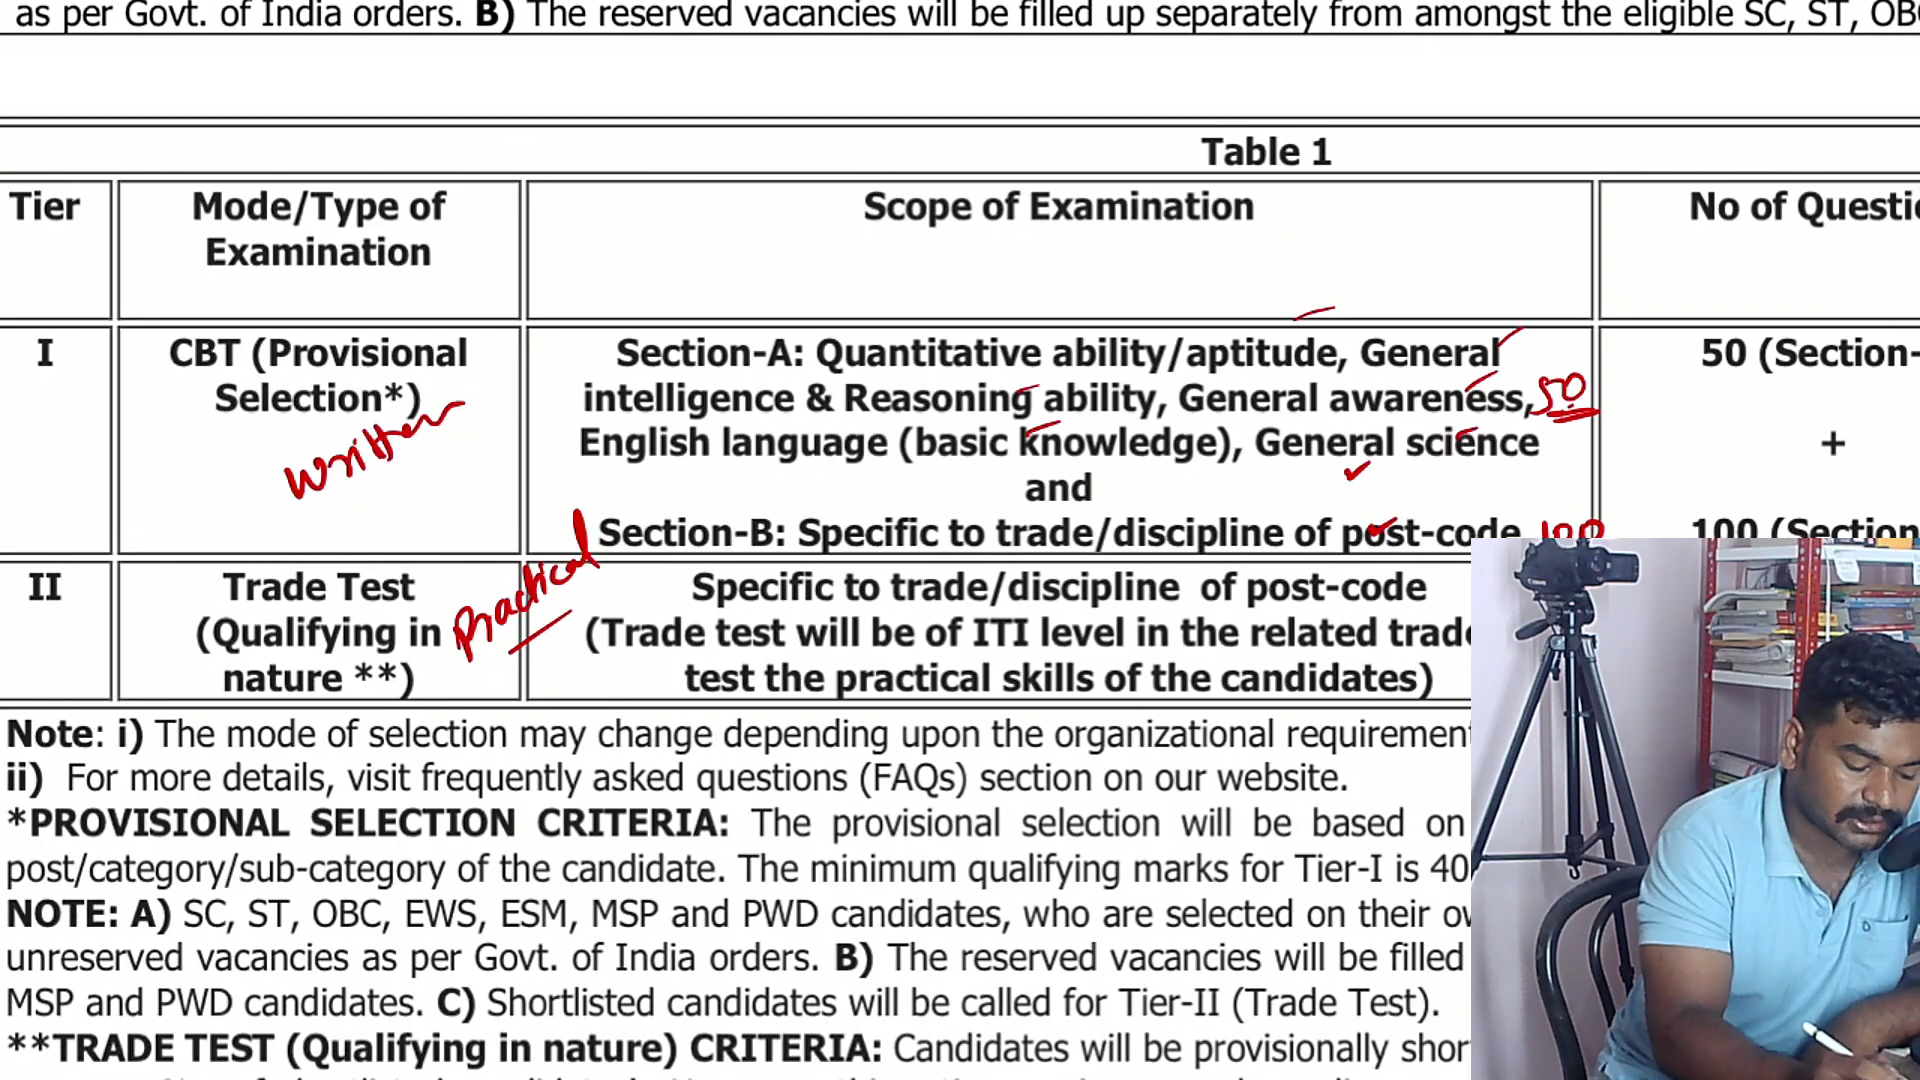 as per Govt. of India orders. B) The reserved vacancies will be filled up separately from amongst the eligible SC, ST,
Table 1
Tier
Mode/Type of
Examination
Scope of Examination
No of
I
CBT (Provisional
Selection*)
Written
Section-A: Quantitative ability/aptitude, General
intelligence & Reasoning ability, General awareness,
50
English language (basic knowledge), General science
and
Section-B: Specific to trade/discipline of post-code
100
50 (Section-
+
100 (Section
II
Trade Test
(Qualifying in
nature **)
Practical
Specific to trade/discipline of post-code
(Trade test will be of ITI level in the related
test the practical skills of the candidates)
Note: i) The mode of selection may change depending upon the organizational requirement
ii) For more details, visit frequently asked questions (FAQs) section on our website.
*PROVISIONAL SELECTION CRITERIA: The provisional selection will be based on
post/category/sub-category of the candidate. The minimum qualifying marks for Tier-I is 40
NOTE: A) SC, ST, OBC, EWS, ESM, MSP and PWD candidates, who are selected on their
unreserved vacancies as per Govt. of India orders. B) The reserved vacancies will be filled
MSP and PWD candidates. C) Shortlisted candidates will be called for Tier-II (Trade Test).
**TRADE TEST (Qualifying in nature) CRITERIA: Candidates will be provisionally